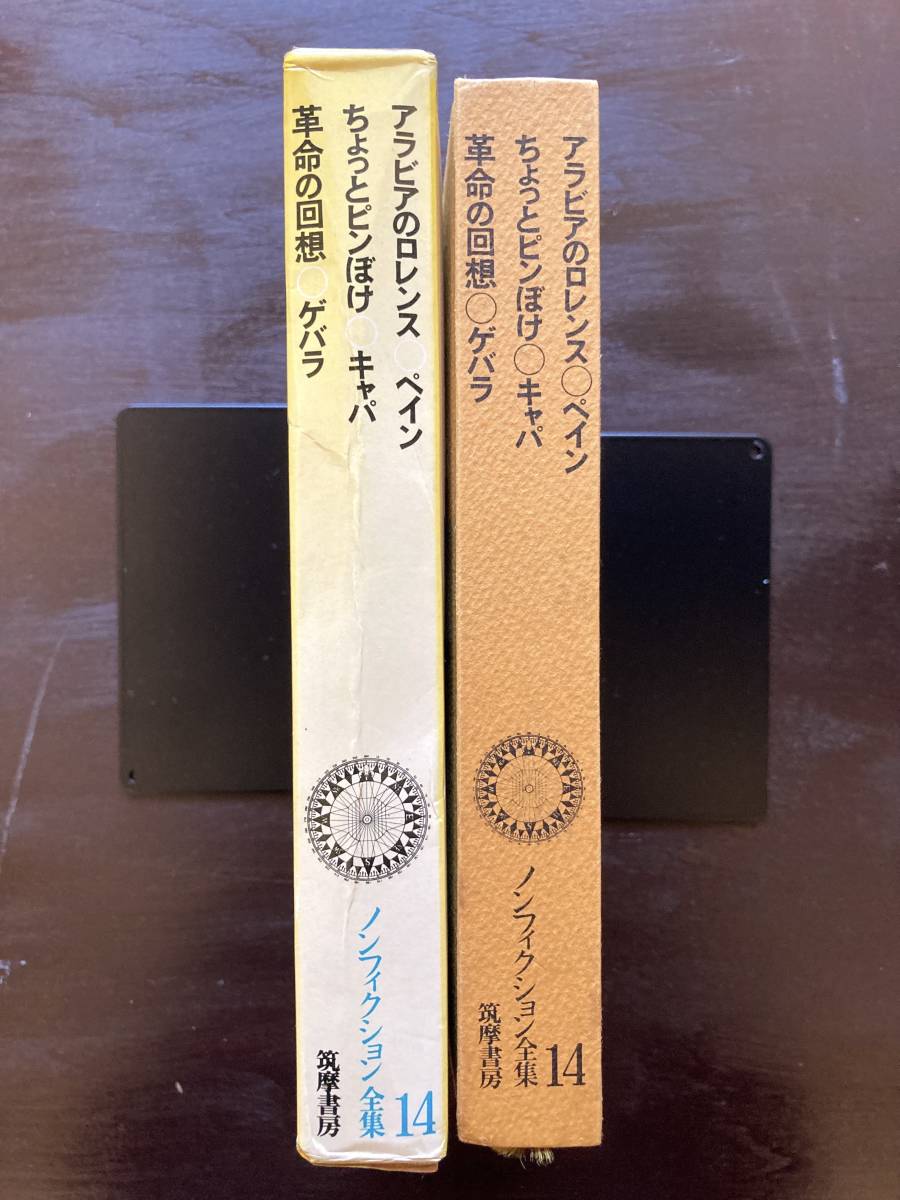 アラビアのロレンス○ペイン
ちょっとピンぼけ○キャパ
革命の回想○ゲバラ
ノンフィクション全集14
筑摩書房
アラビアのロレンス○ペイン
ちょっとピンぼけ○キャパ
革命の回想○ゲバラ
ノンフィクション全集14
筑摩書房